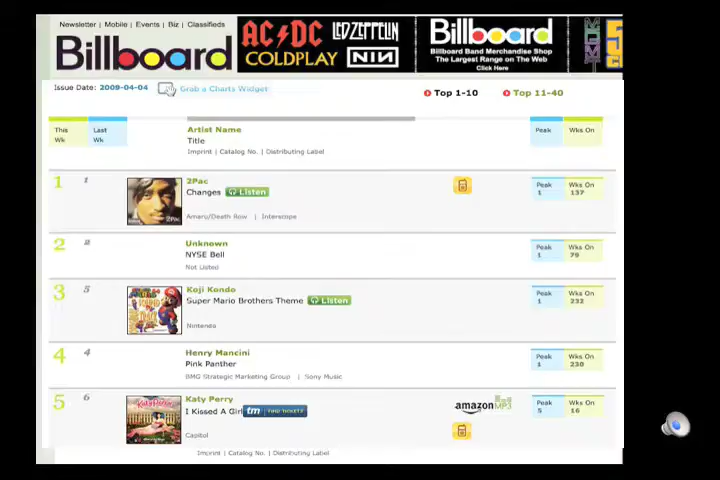 Newsletter | Mobile | Events | Biz | Classifieds
Billboard
AC DC
LED ZEPPELIN
COLDPLAY
NIN
Billboard
Billboard Band Merchandise Shop
The Largest Range on The Web
Click Here
Issue Date: 2009-04-04
Grab a Charts Widget
Top 1-10
Top 11-40
This Wk
Last Wk
Artist Name
Title
Imprint | Catalog No. | Distributing Label
Peak
Wks On
1
1
2Pac
Changes
Listen
Amaru/Death Row | Interscope
Peak 1
Wks On 137
2
2
Unknown
NYSE Bell
Not Listed
Peak 1
Wks On 79
3
5
Koji Kondo
Super Mario Brothers Theme
Listen
Nintendo
Peak 1
Wks On 232
4
4
Henry Mancini
Pink Panther
BMG Strategic Marketing Group | Sony Music
Peak 1
Wks On 230
5
6
Katy Perry
I Kissed A Girl
tm FIND TICKETS
Capitol
amazon MP3
Peak 5
Wks On 16
Imprint | Catalog No. | Distributing Label